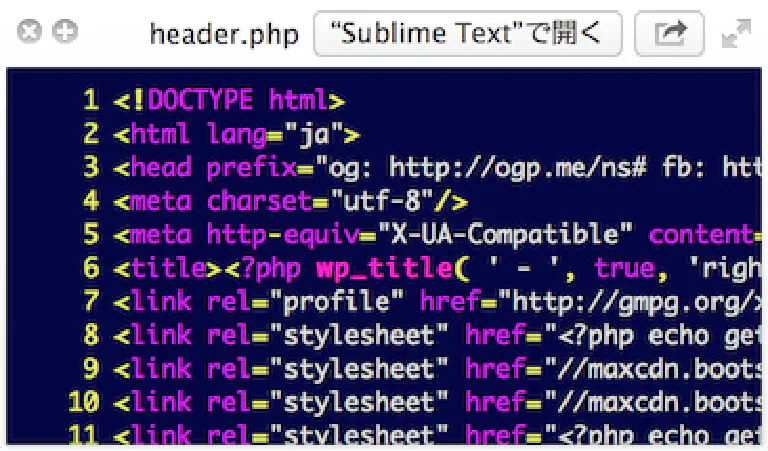 header.php "Sublime Text"で開く
1 <!DOCTYPE html>
2 <html lang="ja">
3 <head prefix="og: http://ogp.me/ns# fb: htt
4 <meta charset="utf-8"/>
5 <meta http-equiv="X-UA-Compatible" content=
6 <title><?php wp_title( ' - ', true, 'righ
7 <link rel="profile" href="http://gmpg.org/x
8 <link rel="stylesheet" href="<?php echo get
9 <link rel="stylesheet" href="//maxcdn.boots
10 <link rel="stylesheet" href="//maxcdn.boots
11 <link rel="stylesheet" href="<?php echo get